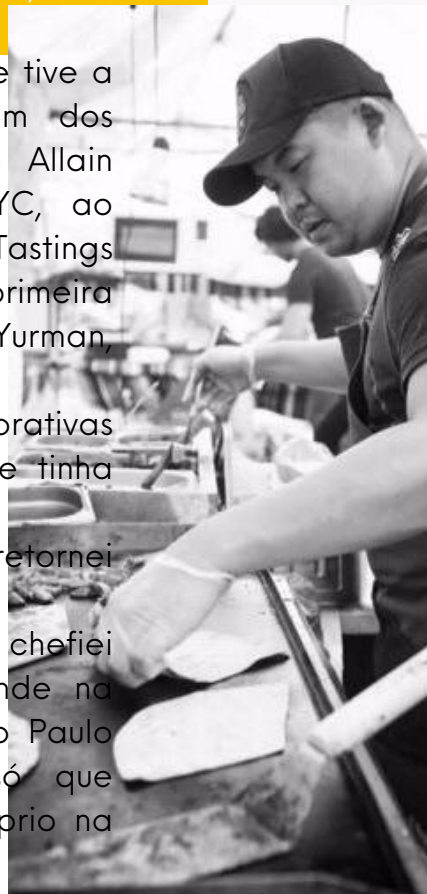 e tive a
m dos
Allain
YC, ao
Tastings
primeira
Yurman,
orativas
e tinha
retornei
chefiei
nde na
o Paulo
ó que
prio na